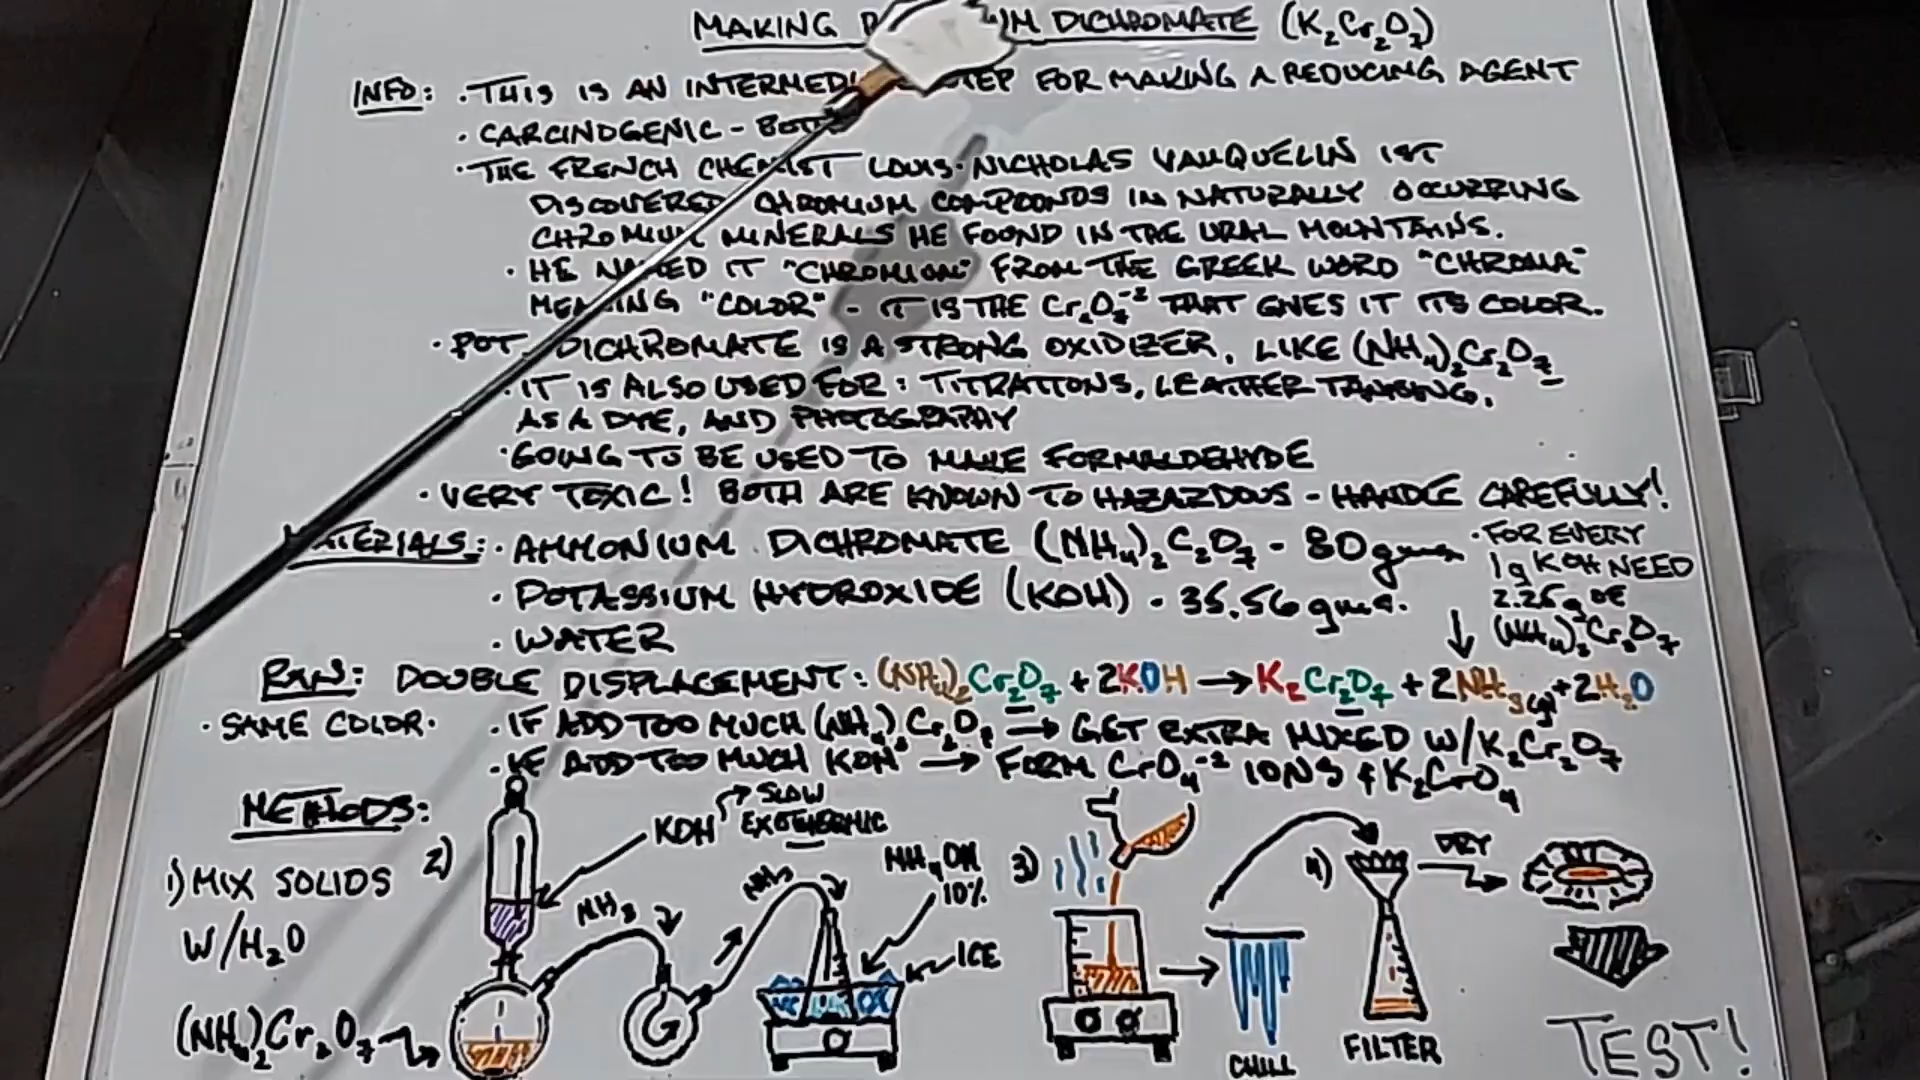 MAKING DICHROMATE (K₂Cr₂O₇)
INFO: · THIS IS AN STEP FOR MAKING A REDUCING AGENT
· CARCINOGENIC - BOTH
· THE FRENCH CHEMIST LOUIS-NICHOLAS VAUQUELIN 1ST
DISCOVERED CHROMIUM COMPOONDS IN NATURALLY OCCURRING
CHROMIUM MINERALS HE FOUND IN THE URAL MOUNTAINS.
· HE NAMED IT "CHROMIUM" FROM THE GREEK WORD "CHROMA"
MEANING "COLOR" - IT IS THE Cr₂O₇⁻² THAT GIVES IT ITS COLOR.
· POT. DICHROMATE IS A STRONG OXIDIZER, LIKE (NH₄)₂Cr₂O₇
· IT IS ALSO USED FOR: TITRATIONS, LEATHER TANNING,
AS A DYE, AND PHOTOGRAPHY
· GOING TO BE USED TO MAKE FORMALDEHYDE
· VERY TOXIC! BOTH ARE KNOWN TO HAZARDOUS - HANDLE CAREFULLY!
MATERIALS: · AMMONIUM DICHROMATE (NH₄)₂C₂O₇ - 80 gms
· POTASSIUM HYDROXIDE (KOH) - 35.56 gms.
· WATER
· FOR EVERY
1g KOH NEED
2.25g OF
(NH₄)₂Cr₂O₇
RXN: DOUBLE DISPLACEMENT: (NH₄)₂Cr₂O₇ + 2KOH → K₂Cr₂O₇ + 2NH₃(g) + 2H₂O
· SAME COLOR · · IF ADD TOO MUCH (NH₄)₂Cr₂O₇ → GET EXTRA MIXED W/K₂Cr₂O₇
· IF ADD TOO MUCH KOH → FORM CrO₄⁻² IONS + K₂CrO₄
METHODS:
1) MIX SOLIDS
W/H₂O
(NH₄)₂Cr₂O₇
2)
KOH → SLOW
EXOTHERMIC
NH₃
NH₃
NH₄OH
10%
ICE
3)
CHILL
4)
FILTER
DRY
TEST!